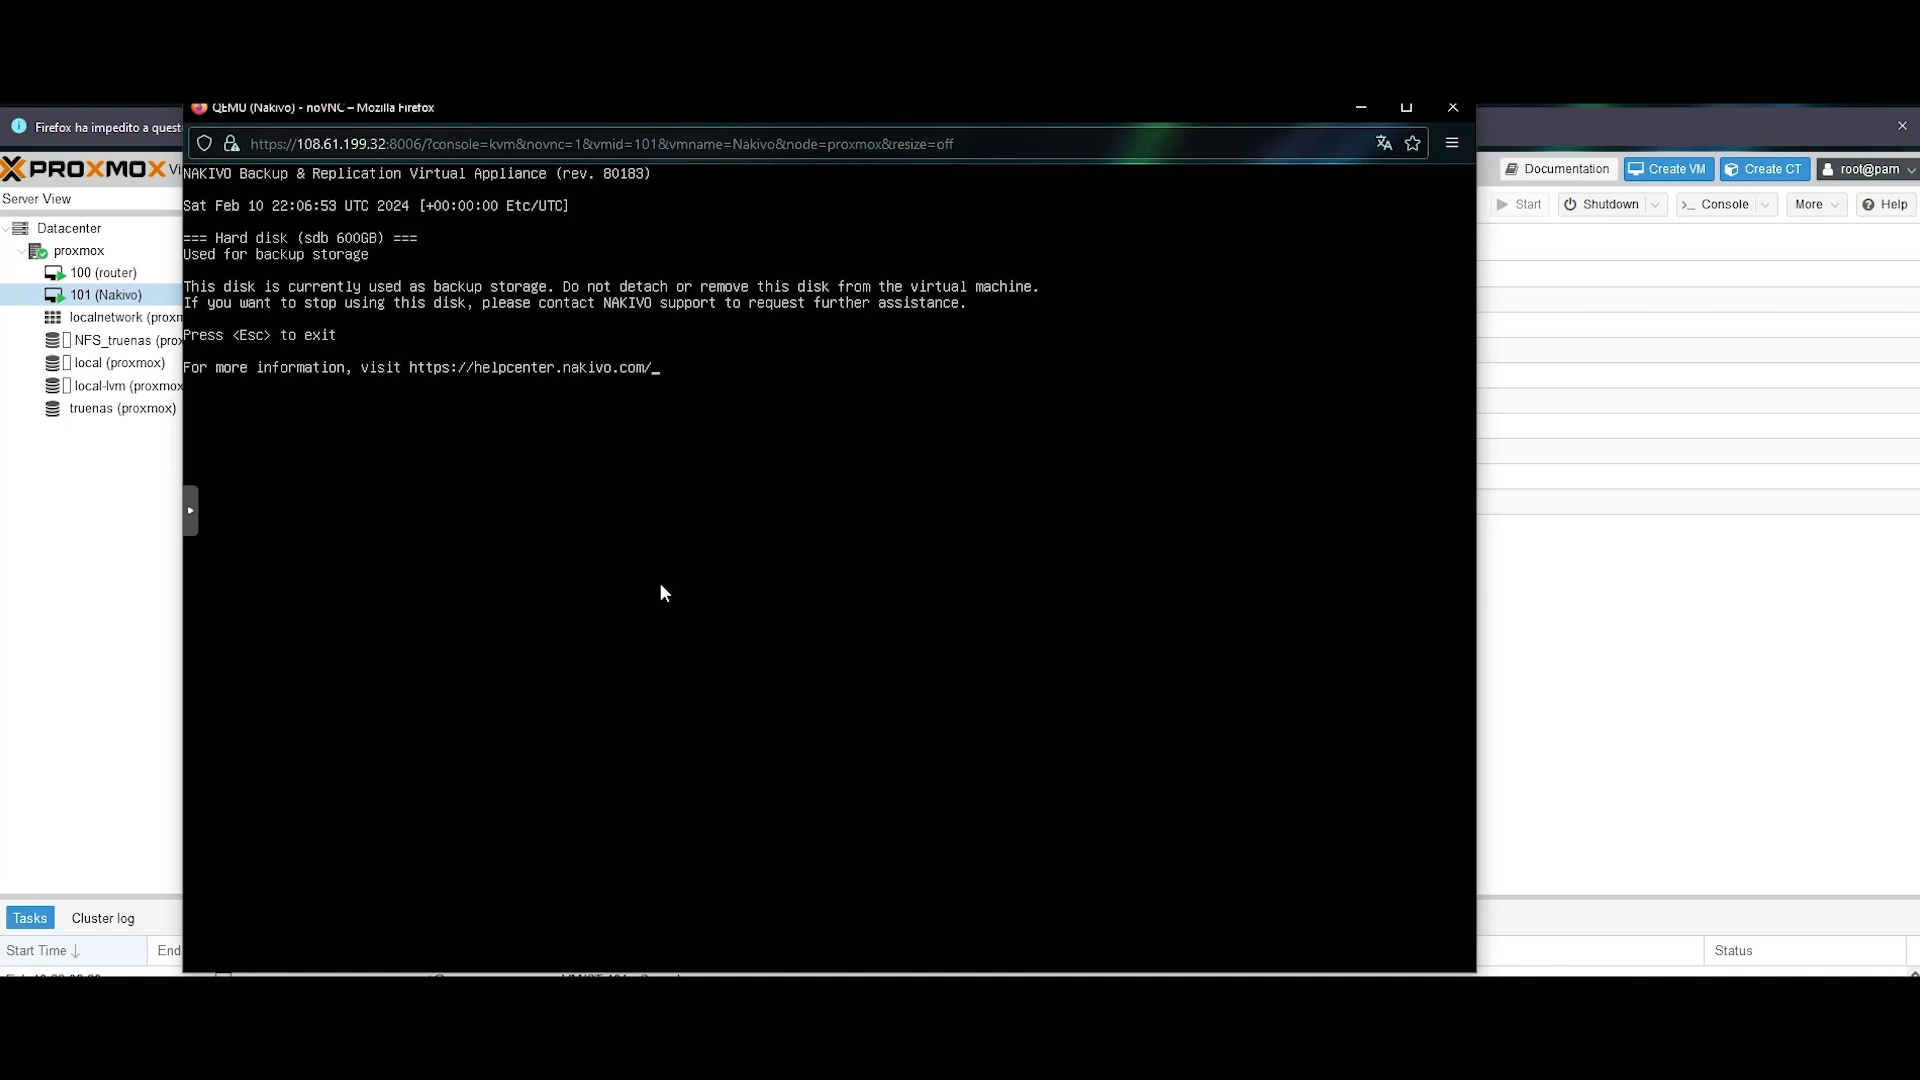 QEMU (Nakivo) - noVNC – Mozilla Firefox
Firefox ha impedito a quest
https://108.61.199.32:8006/?console=kvm&novnc=1&vmid=101&vmname=Nakivo&node=proxmox&resize=off
PROXMOX Vi
Documentation
Create VM
Create CT
root@pam
Server View
Start
Shutdown
Console
More
Help
Datacenter
proxmox
100 (router)
101 (Nakivo)
localnetwork (proxm
NFS_truenas (prox
local (proxmox)
local-lvm (proxmox
truenas (proxmox)
NAKIVO Backup & Replication Virtual Appliance (rev. 80183)
Sat Feb 10 22:06:53 UTC 2024 [+00:00:00 Etc/UTC]
=== Hard disk (sdb 600GB) ===
Used for backup storage
This disk is currently used as backup storage. Do not detach or remove this disk from the virtual machine.
If you want to stop using this disk, please contact NAKIVO support to request further assistance.
Press <Esc> to exit
For more information, visit https://helpcenter.nakivo.com/_
Tasks
Cluster log
Start Time
End
Status